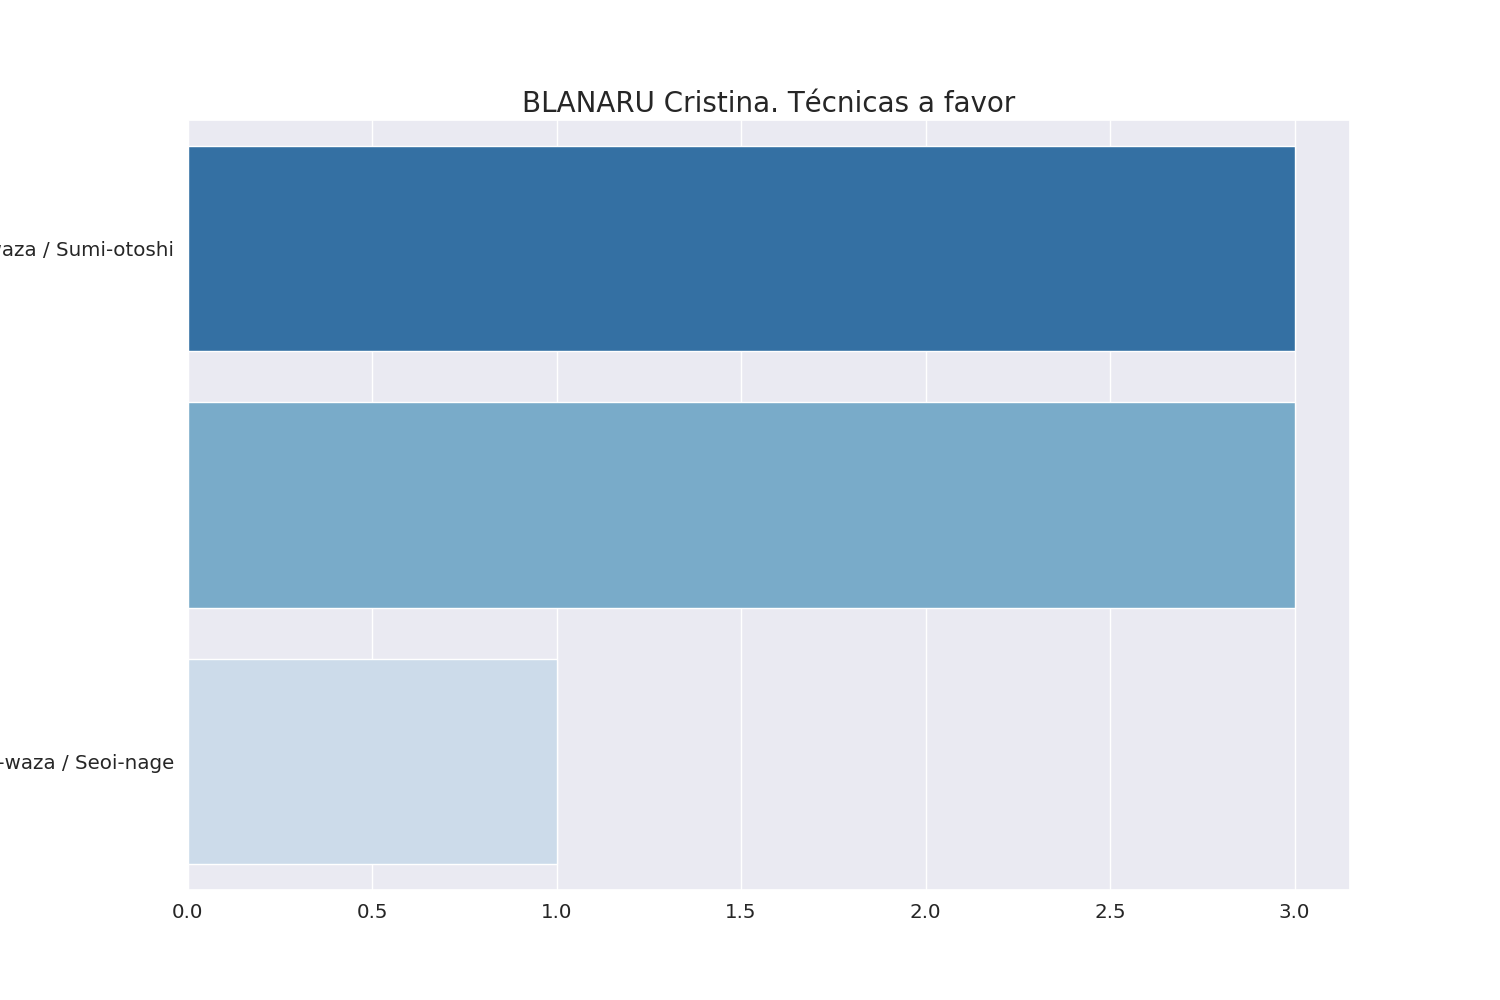 BLANARU Cristina. Técnicas a favor
/ Sumi-otoshi
-waza / Seoi-nage
0.0 0.5 1.0 1.5 2.0 2.5 3.0